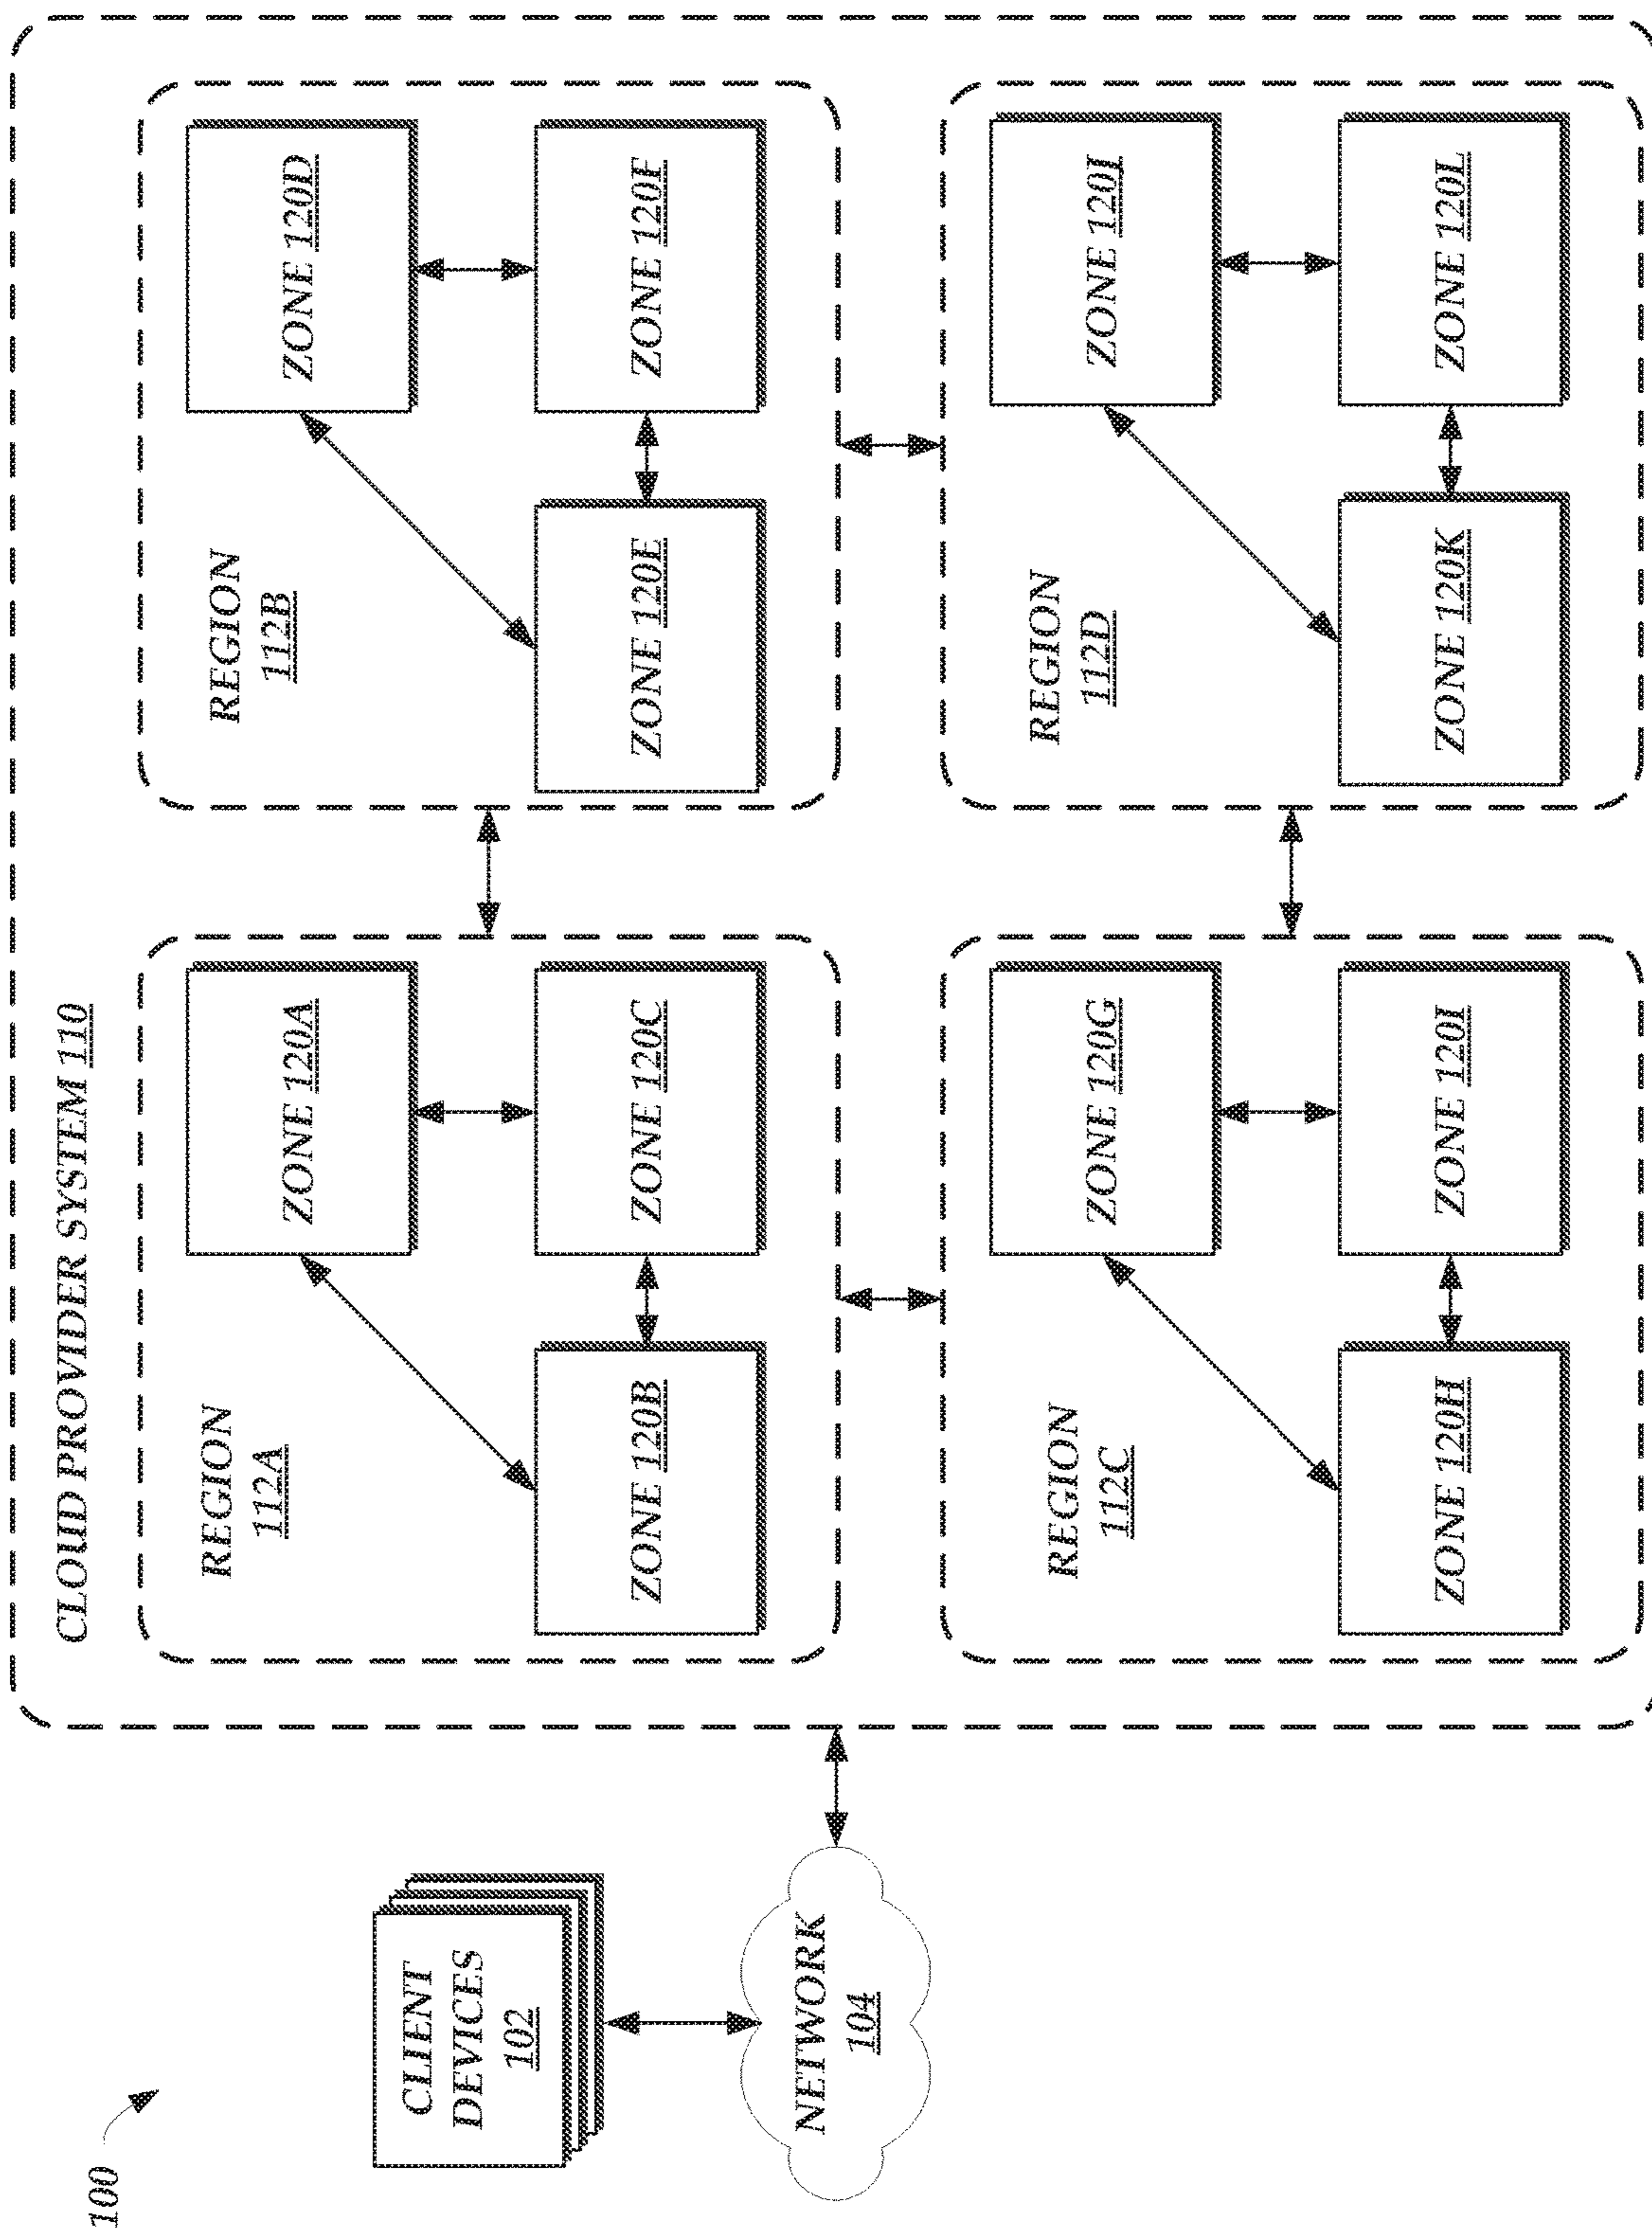 100
CLIENT
DEVICES
102
NETWORK
104
CLOUD PROVIDER SYSTEM 110
REGION
112A
ZONE 120A
ZONE 120B
ZONE 120C
REGION
112B
ZONE 120D
ZONE 120E
ZONE 120F
REGION
112C
ZONE 120G
ZONE 120H
ZONE 120I
REGION
112D
ZONE 120J
ZONE 120K
ZONE 120L